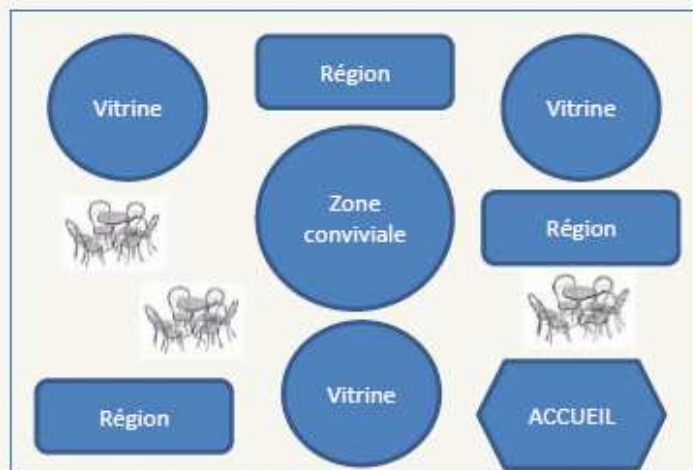 Région
Vitrine
Vitrine
Zone
conviviale
Région
Région
Vitrine
ACCUEIL